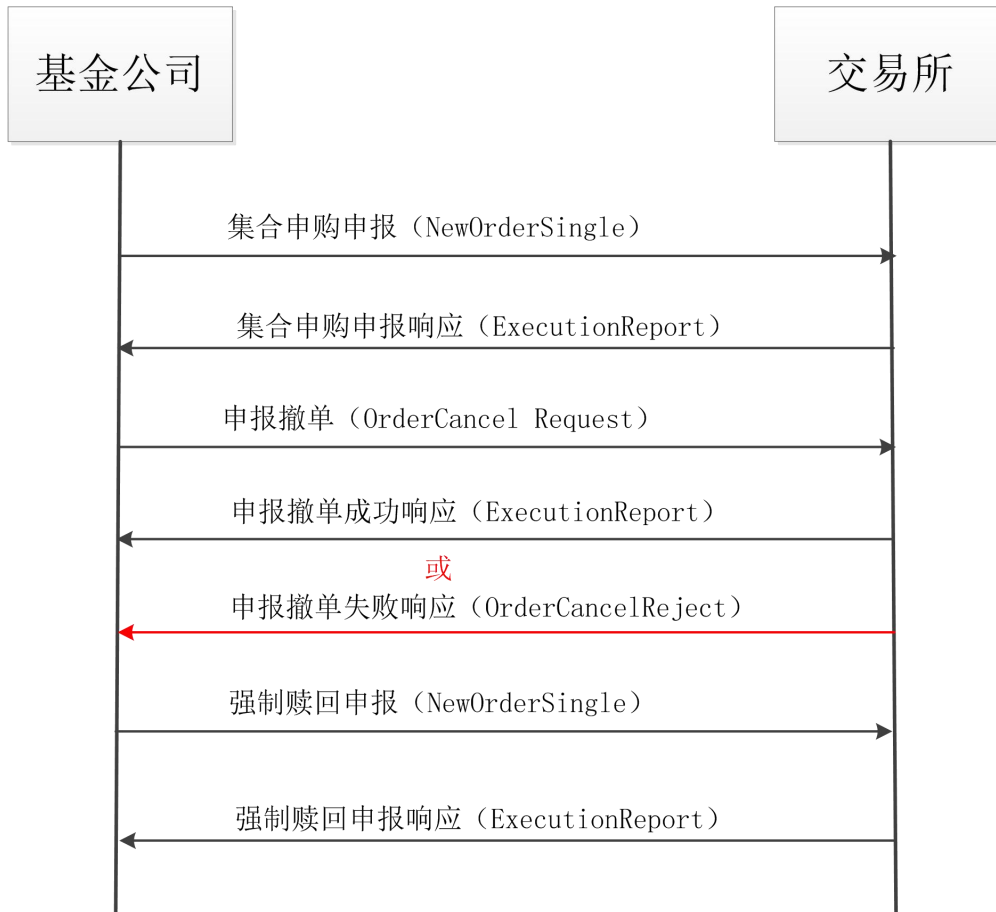 基金公司
交易所
集合申购申报（NewOrderSingle）
集合申购申报响应（ExecutionReport）
申报撤单（OrderCancel Request）
申报撤单成功响应（ExecutionReport）
或
申报撤单失败响应（OrderCancelReject）
强制赎回申报（NewOrderSingle）
强制赎回申报响应（ExecutionReport）